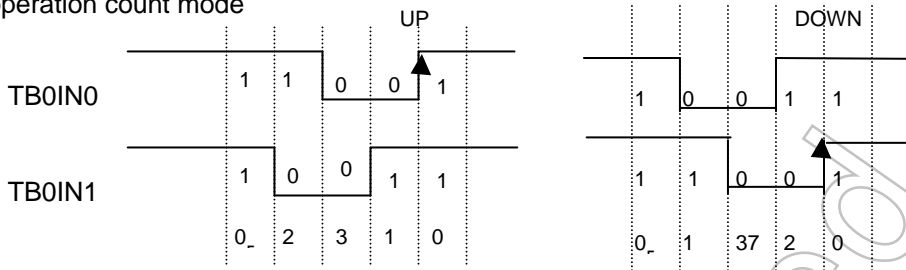 operation count mode
UP DOWN
TB0IN0 1 1 0 0 1 1 0 0 1 1
TB0IN1 1 0 0 1 1 1 1 0 0 1
0 2 3 1 0 0 1 37 2 0